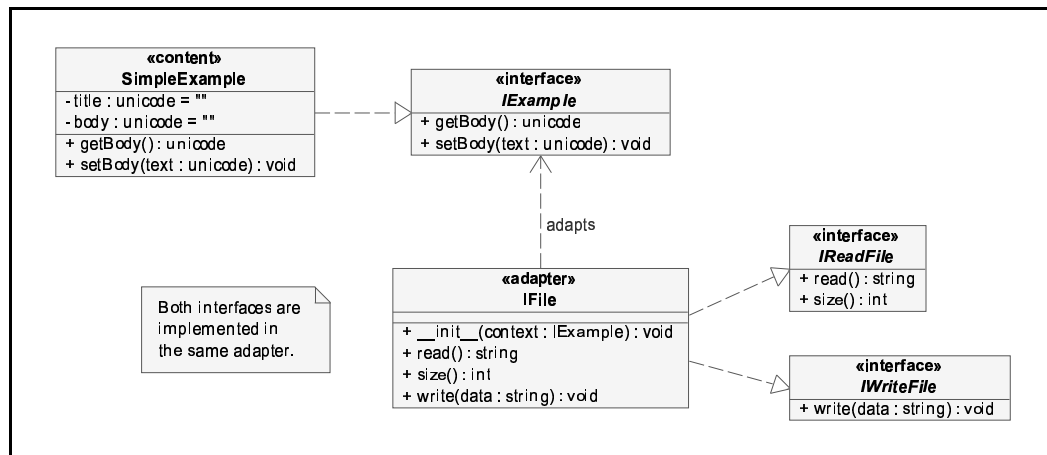 «content»
SimpleExample
- title : unicode = ""
- body : unicode = ""
+ getBody() : unicode
+ setBody(text : unicode) : void
«interface»
IExample
+ getBody() : unicode
+ setBody(text : unicode) : void
adapts
«adapter»
IFile
+ __init__(context : IExample) : void
+ read() : string
+ size() : int
+ write(data : string) : void
«interface»
IReadFile
+ read() : string
+ size() : int
Both interfaces are
implemented in
the same adapter.
«interface»
IWriteFile
+ write(data : string) : void